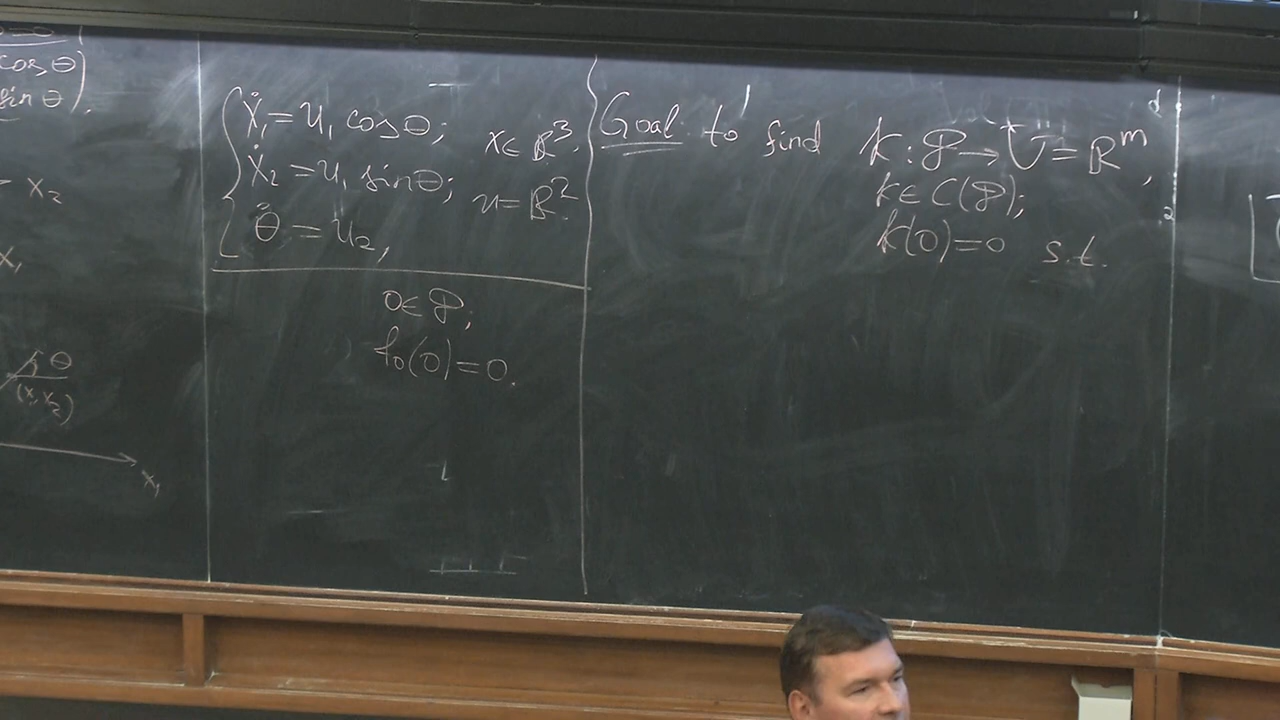 cos θ)
sin θ).
- x₂
x₁
θ
(x₁,x₂)
x₁
ẋ₁ = u₁ cos θ; x ∈ ℝ³.
ẋ₂ = u₁ sin θ; u = ℝ².
θ̇ = u₂,
0 ∈ 𝒟;
f₀(0) = 0.
Goal: to find k : 𝒟 → U = ℝᵐ,
k ∈ C(𝒟);
k(0) = 0 s.t.